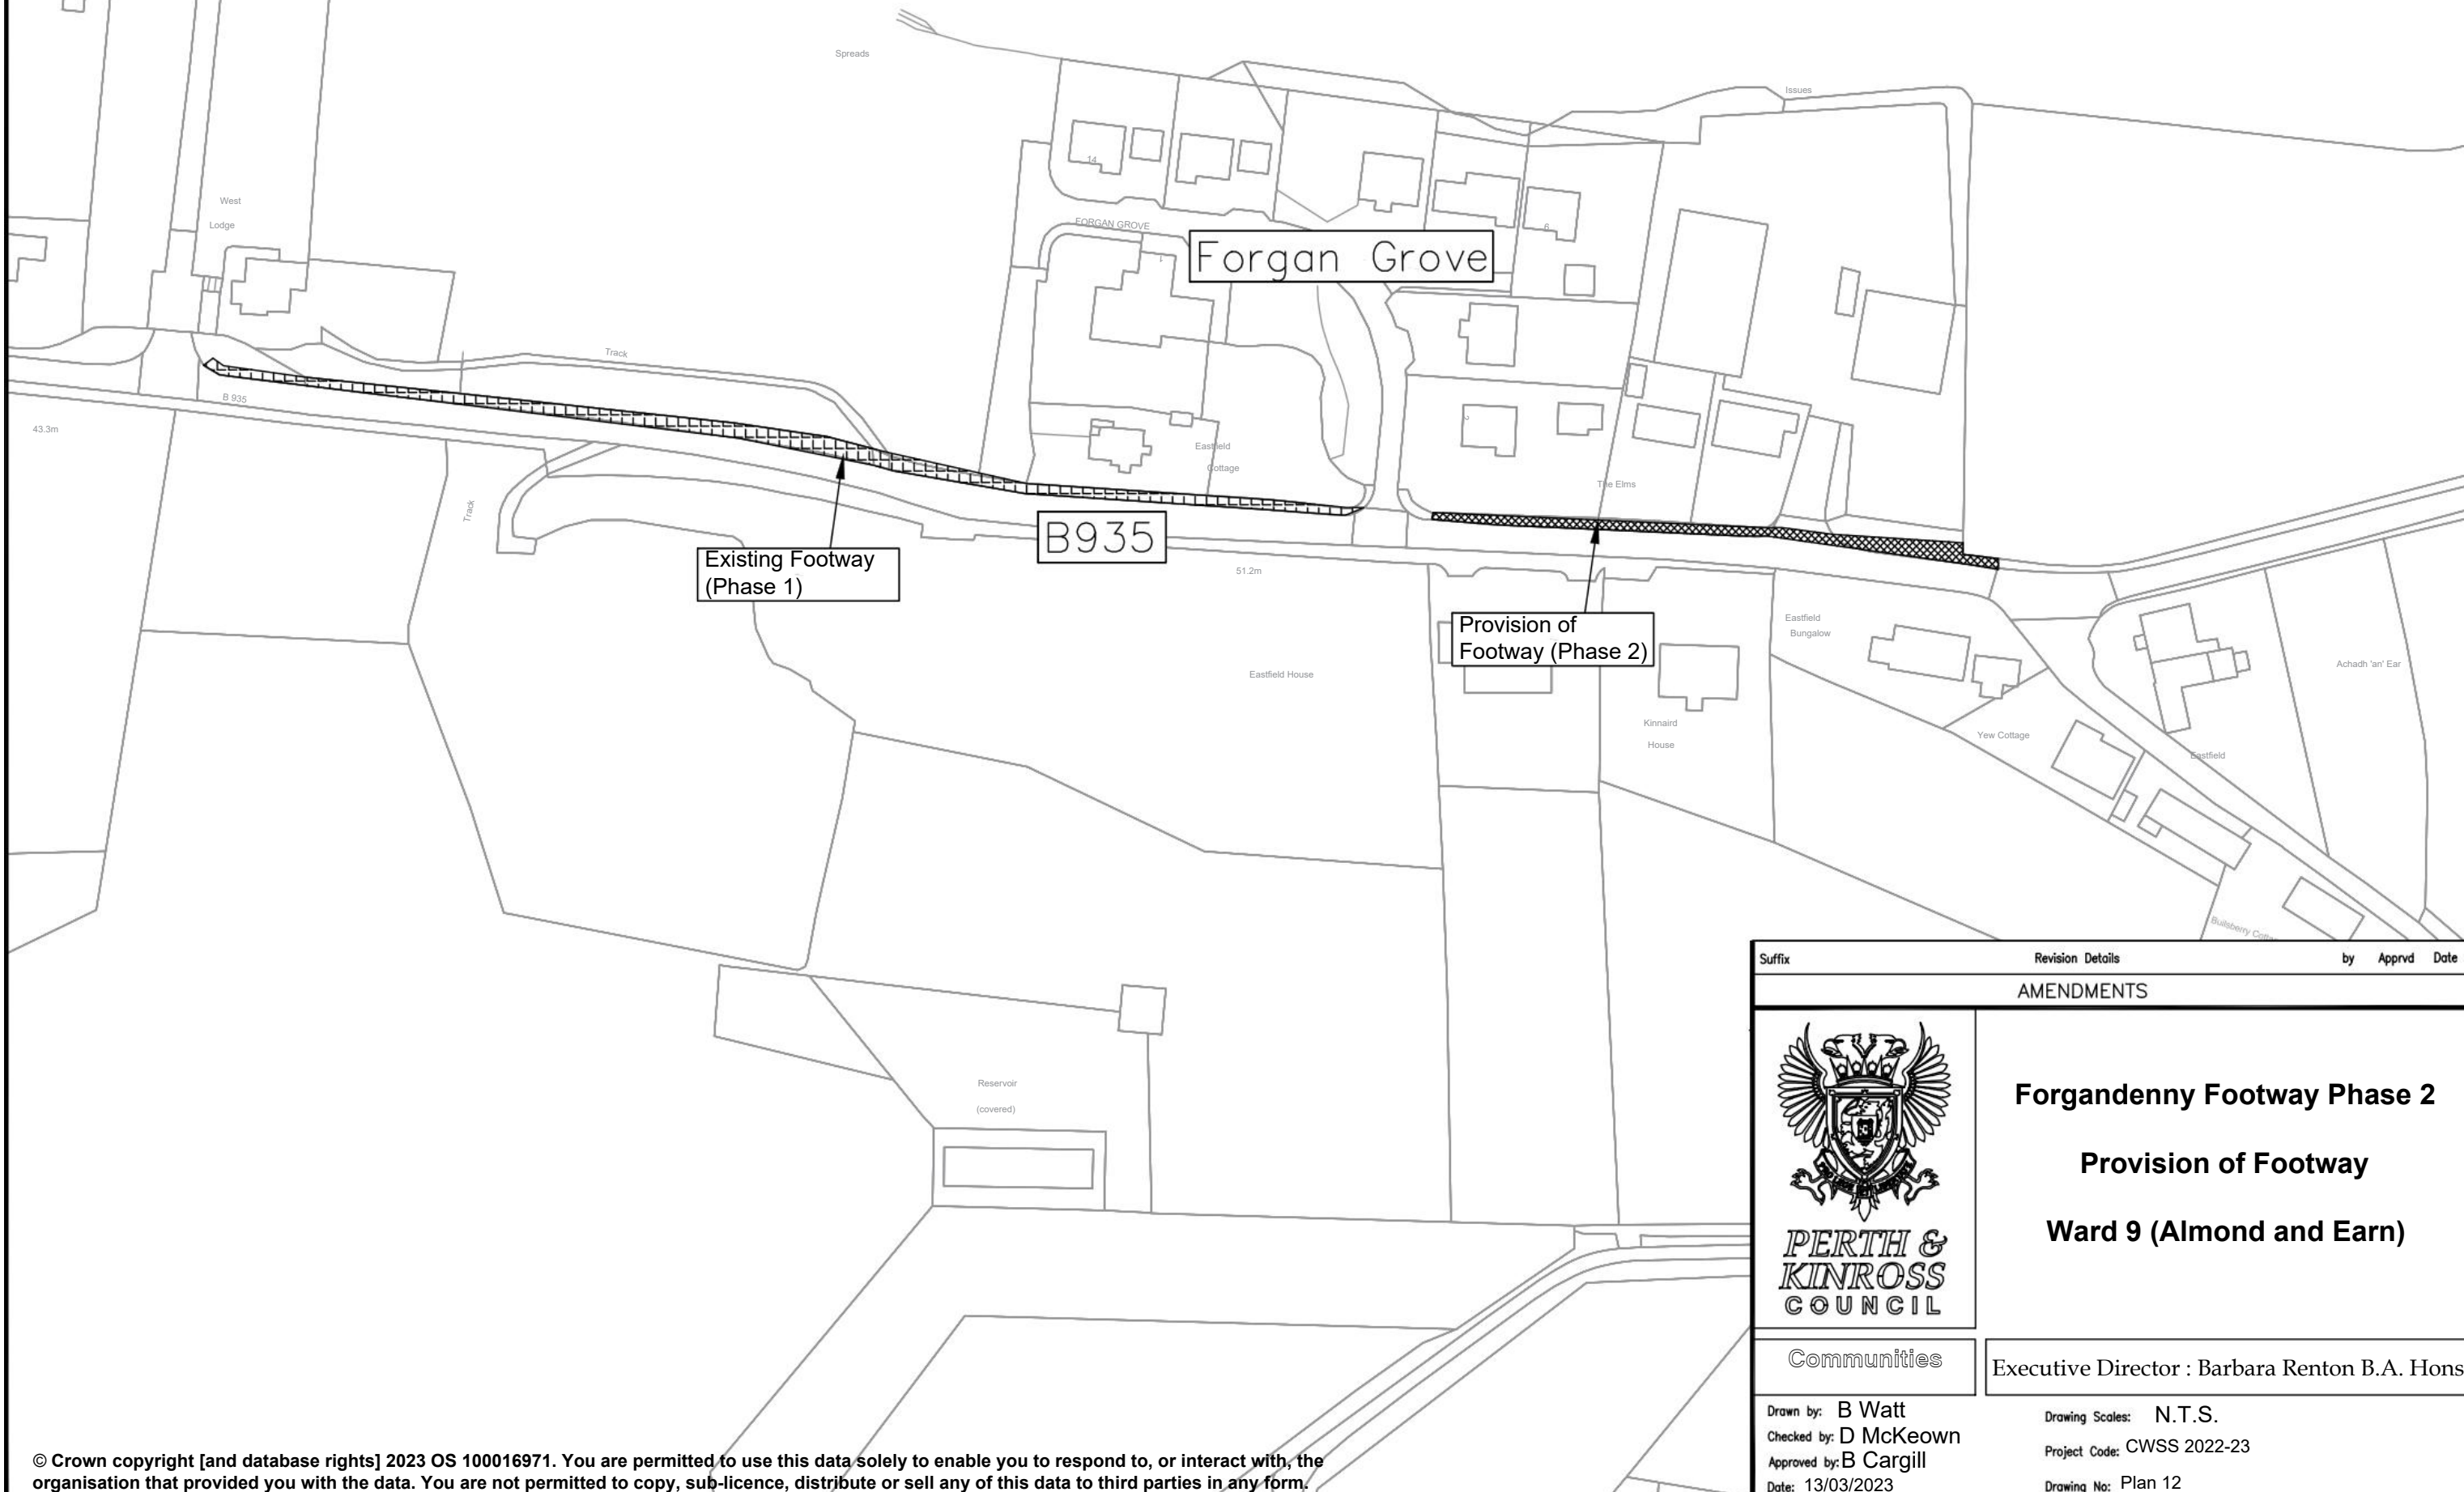 Spreads
Issues
14
West
Lodge
FORGAN GROVE
6
Forgan Grove
1
Track
B 935
43.3m
2
Eastfield
Cottage
The Elms
Track
B935
Existing Footway
(Phase 1)
51.2m
Provision of
Footway (Phase 2)
Eastfield
Bungalow
Eastfield House
Achadh 'an' Ear
Kinnaird
House
Yew Cottage
Eastfield
Reservoir
(covered)
Suffix Revision Details by Apprvd Date
AMENDMENTS
Forgandenny Footway Phase 2
Provision of Footway
Ward 9 (Almond and Earn)
PERTH &
KINROSS
COUNCIL
Communities
Executive Director : Barbara Renton B.A. Hons
Drawn by: B Watt
Checked by: D McKeown
Approved by: B Cargill
Date: 13/03/2023
Drawing Scales: N.T.S.
Project Code: CWSS 2022-23
Drawing No: Plan 12
© Crown copyright [and database rights] 2023 OS 100016971. You are permitted to use this data solely to enable you to respond to, or interact with, the
organisation that provided you with the data. You are not permitted to copy, sub-licence, distribute or sell any of this data to third parties in any form.